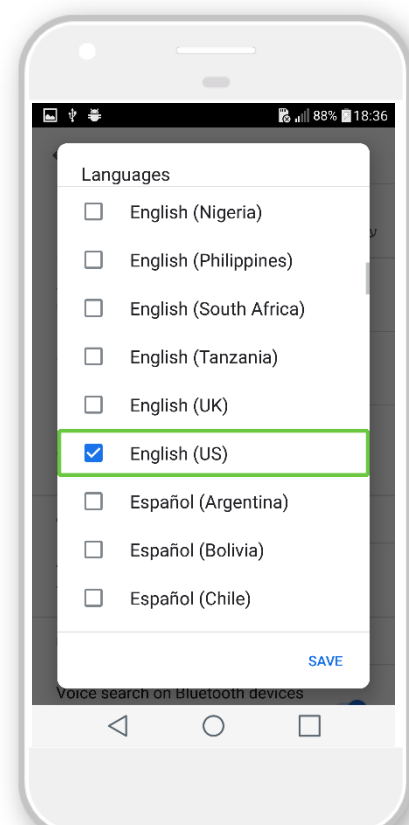 88% 18:36
Languages
English (Nigeria)
ע
English (Philippines)
English (South Africa)
English (Tanzania)
English (UK)
English (US)
Español (Argentina)
Español (Bolivia)
Español (Chile)
SAVE
Voice search on Bluetooth devices